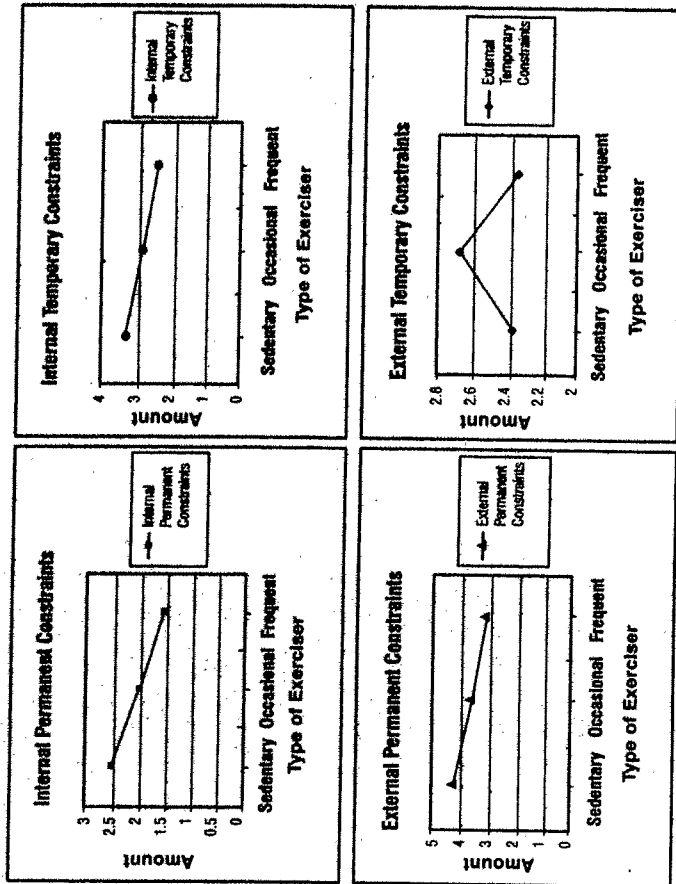 Internal Permanent Constraints
Amount
3
2.5
2
1.5
1
0.5
0
Sedentary Occasional Frequent
Type of Exerciser
Internal
Permanent
Constraints
Internal Temporary Constraints
Amount
4
3
2
1
0
Sedentary Occasional Frequent
Type of Exerciser
Internal
Temporary
Constraints
External Permanent Constraints
Amount
5
4
3
2
1
0
Sedentary Occasional Frequent
Type of Exerciser
External
Permanent
Constraints
External Temporary Constraints
Amount
2.8
2.6
2.4
2.2
2
Sedentary Occasional Frequent
Type of Exerciser
External
Temporary
Constraints